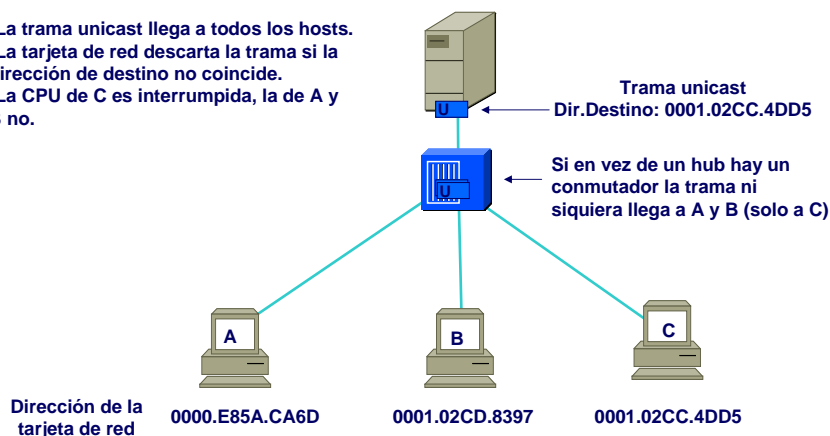 La trama unicast llega a todos los hosts.
La tarjeta de red descarta la trama si la
irección de destino no coincide.
La CPU de C es interrumpida, la de A y
no.
U
Trama unicast
Dir.Destino: 0001.02CC.4DD5
Si en vez de un hub hay un
conmutador la trama ni
siquiera llega a A y B (solo a C)
U
A
B
C
Dirección de la
tarjeta de red
0000.E85A.CA6D
0001.02CD.8397
0001.02CC.4DD5